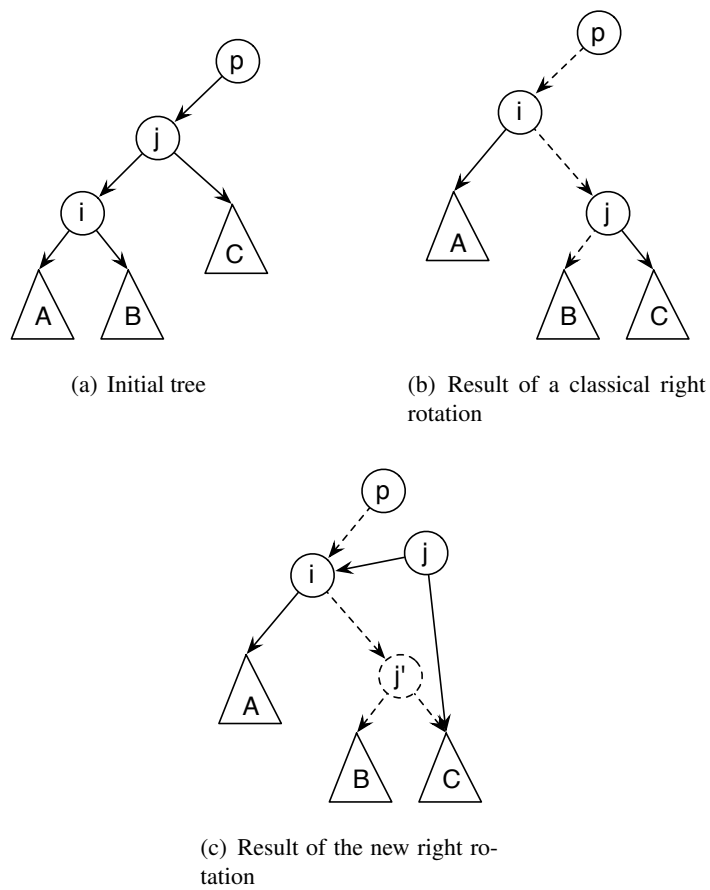 p
j
i
C
A
B
(a) Initial tree
p
i
j
A
B
C
(b) Result of a classical right
rotation
p
j
i
j'
A
B
C
(c) Result of the new right ro-
tation